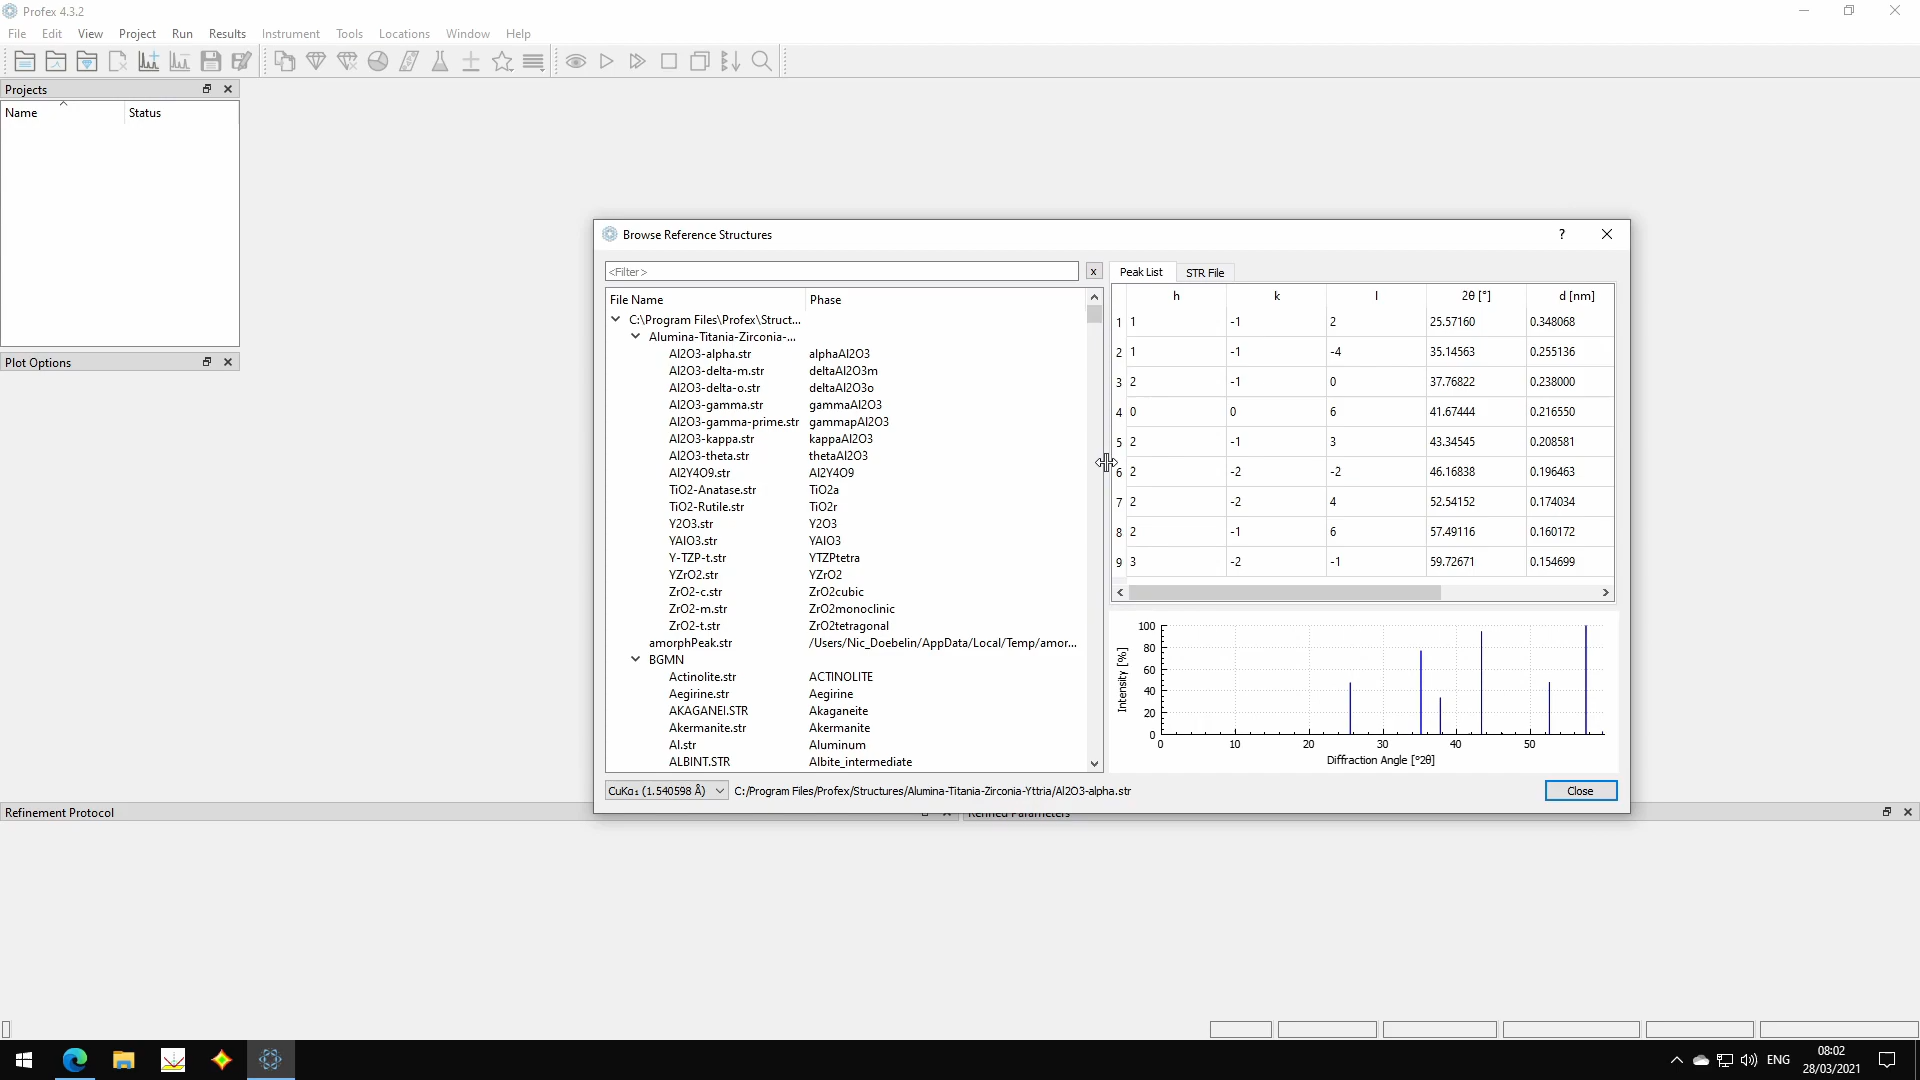 Profex 4.3.2
File Edit View Project Run Results Instrument Tools Locations Window Help
Projects
Name Status
Plot Options
Browse Reference Structures
?
<Filter> x
File Name Phase
C:\Program Files\Profex\Struct...
Alumina-Titania-Zirconia-...
Al2O3-alpha.str alphaAl2O3
Al2O3-delta-m.str deltaAl2O3m
Al2O3-delta-o.str deltaAl2O3o
Al2O3-gamma.str gammaAl2O3
Al2O3-gamma-prime.str gammapAl2O3
Al2O3-kappa.str kappaAl2O3
Al2O3-theta.str thetaAl2O3
Al2Y4O9.str Al2Y4O9
TiO2-Anatase.str TiO2a
TiO2-Rutile.str TiO2r
Y2O3.str Y2O3
YAlO3.str YAlO3
Y-TZP-t.str YTZPtetra
YZrO2.str YZrO2
ZrO2-c.str ZrO2cubic
ZrO2-m.str ZrO2monoclinic
ZrO2-t.str ZrO2tetragonal
amorphPeak.str /Users/Nic_Doebelin/AppData/Local/Temp/amor...
BGMN
Actinolite.str ACTINOLITE
Aegirine.str Aegirine
AKAGANEI.STR Akaganeite
Akermanite.str Akermanite
Al.str Aluminum
ALBINT.STR Albite_intermediate
Peak List STR File
h k l 2θ [°] d [nm]
1 1 -1 2 25.57160 0.348068
2 1 -1 -4 35.14563 0.255136
3 2 -1 0 37.76822 0.238000
4 0 0 6 41.67444 0.216550
5 2 -1 3 43.34545 0.208581
6 2 -2 -2 46.16838 0.196463
7 2 -2 4 52.54152 0.174034
8 2 -1 6 57.49116 0.160172
9 3 -2 -1 59.72671 0.154699
Intensity [%]
100
80
60
40
20
0
0 10 20 30 40 50
Diffraction Angle [°2θ]
CuKα₁ (1.540598 Å) C:/Program Files/Profex/Structures/Alumina-Titania-Zirconia-Yttria/Al2O3-alpha.str Close
Refinement Protocol Refined Parameters
ENG 08:02
28/03/2021